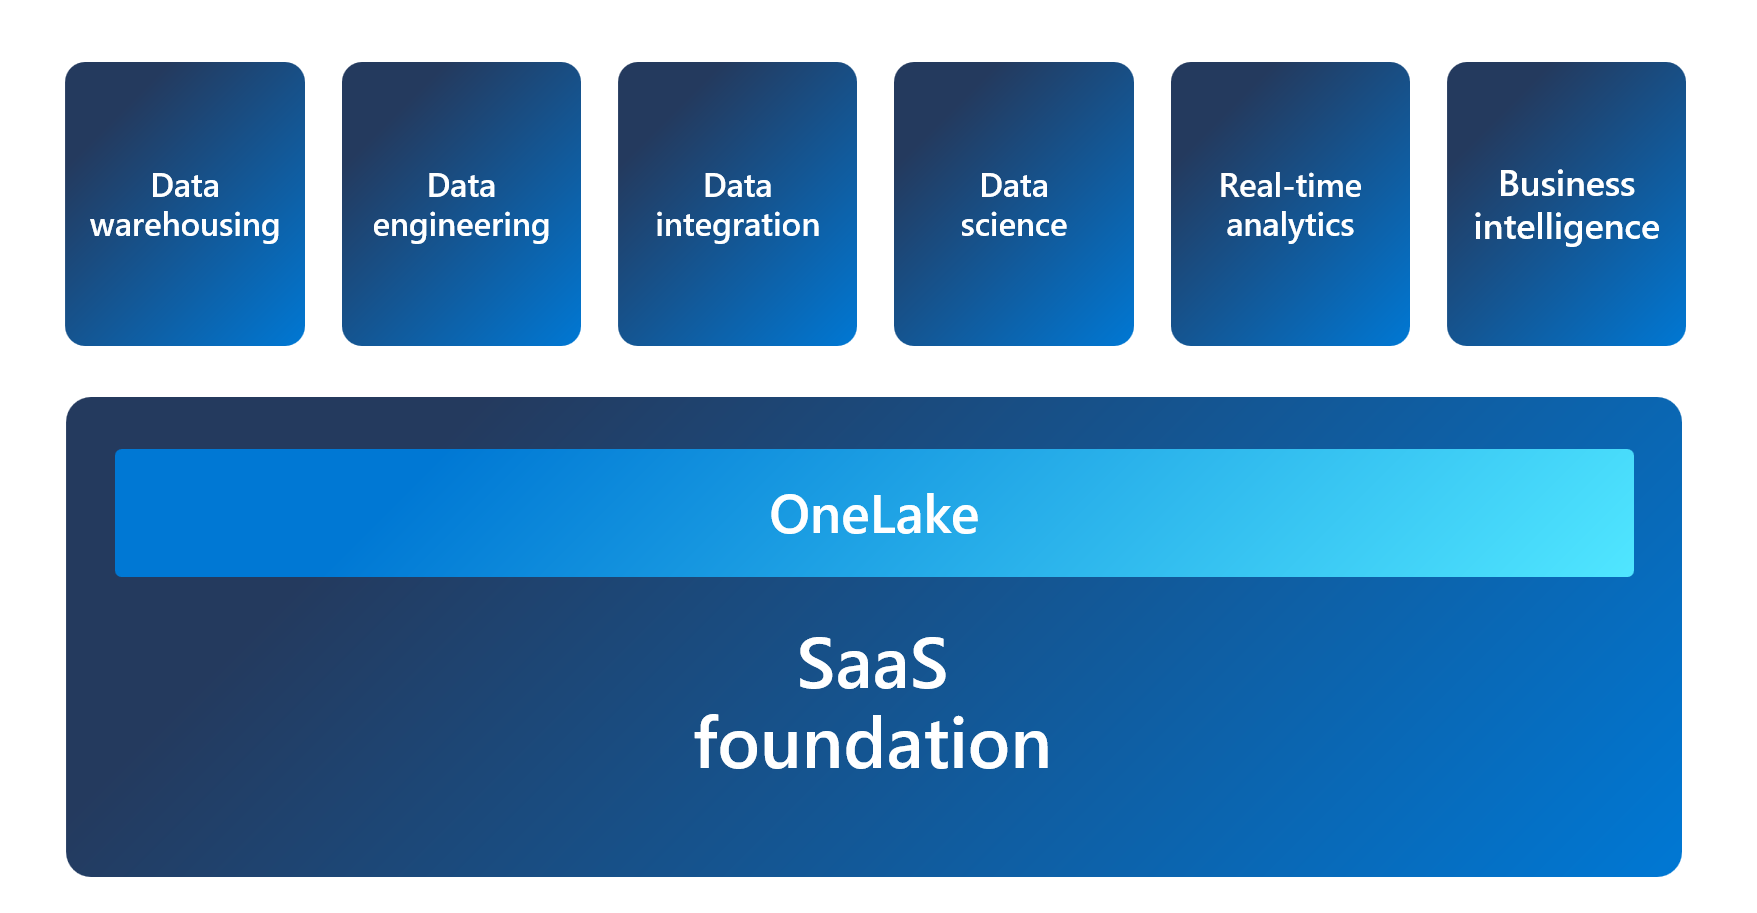 Data
warehousing
Data
engineering
Data
integration
Data
science
Real-time
analytics
Business
intelligence
OneLake
SaaS
foundation